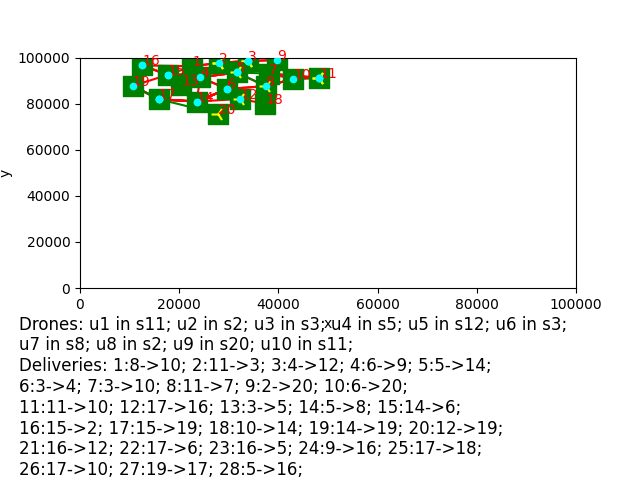 100000
80000
60000
40000
20000
0
y
0 20000 40000 60000 80000 100000
x
16
2
3
9
11
18
Drones: u1 in s11; u2 in s2; u3 in s3; u4 in s5; u5 in s12; u6 in s3;
u7 in s8; u8 in s2; u9 in s20; u10 in s11;
Deliveries: 1:8->10; 2:11->3; 3:4->12; 4:6->9; 5:5->14;
6:3->4; 7:3->10; 8:11->7; 9:2->20; 10:6->20;
11:11->10; 12:17->16; 13:3->5; 14:5->8; 15:14->6;
16:15->2; 17:15->19; 18:10->14; 19:14->19; 20:12->19;
21:16->12; 22:17->6; 23:16->5; 24:9->16; 25:17->18;
26:17->10; 27:19->17; 28:5->16;